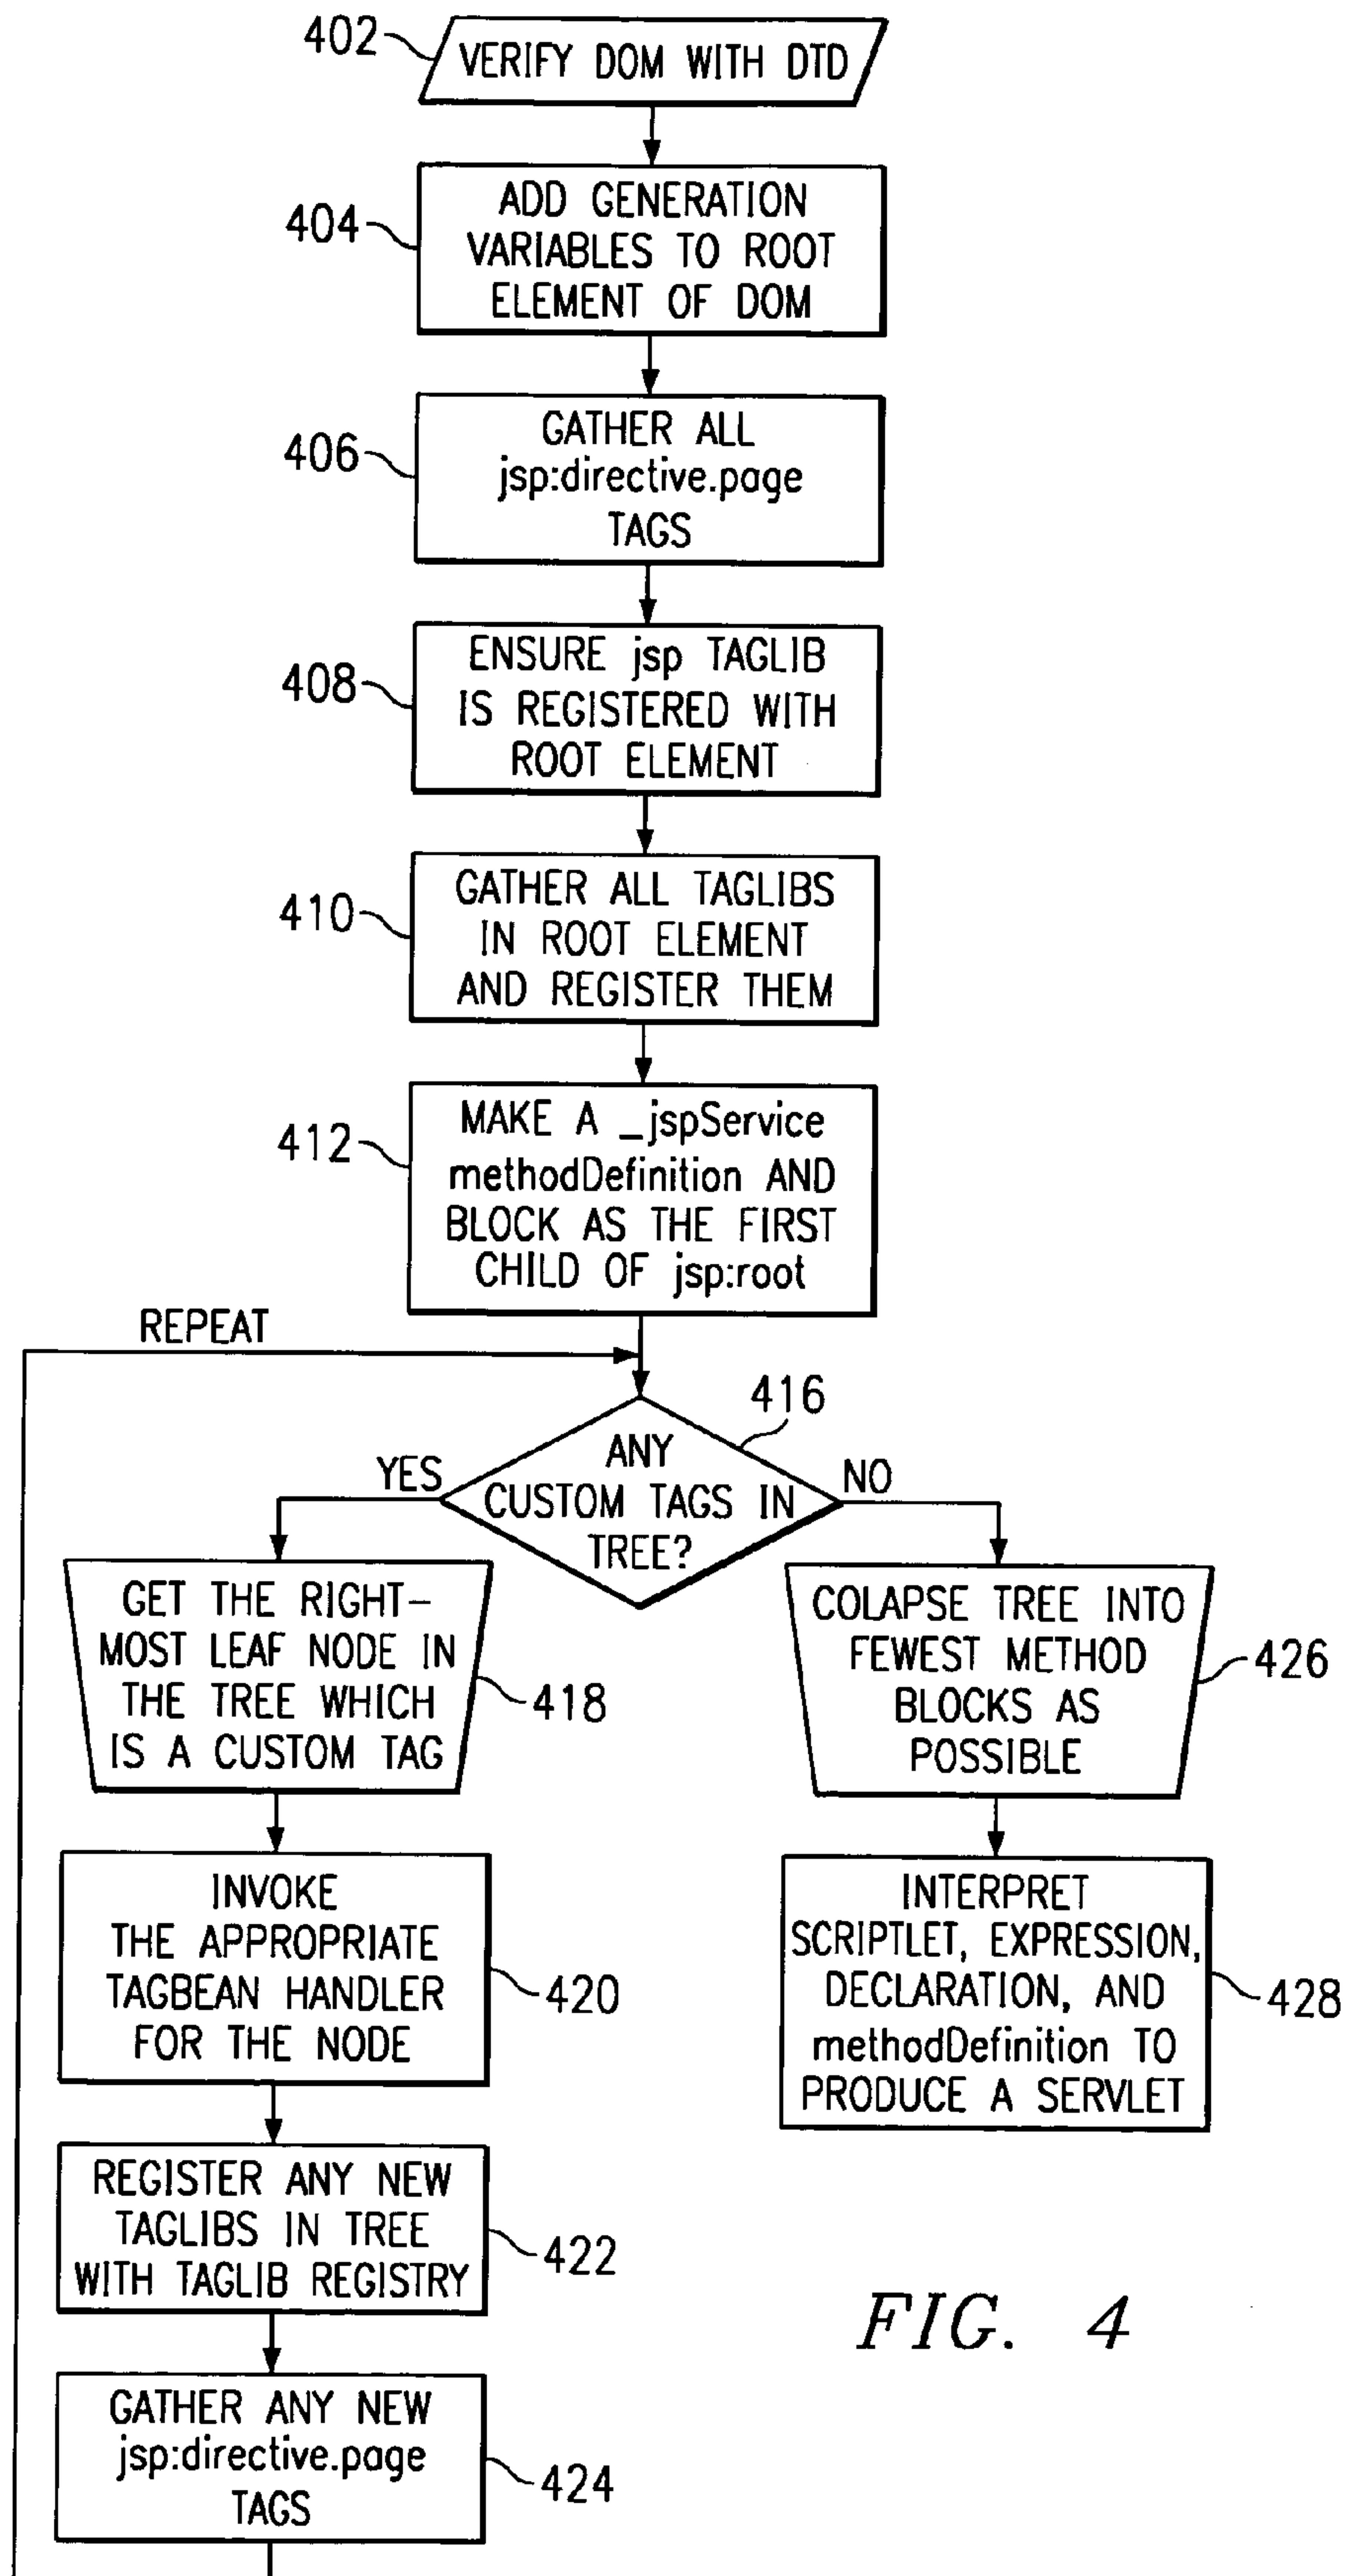 402
VERIFY DOM WITH DTD
404
ADD GENERATION
VARIABLES TO ROOT
ELEMENT OF DOM
406
GATHER ALL
jsp:directive.page
TAGS
408
ENSURE jsp TAGLIB
IS REGISTERED WITH
ROOT ELEMENT
410
GATHER ALL TAGLIBS
IN ROOT ELEMENT
AND REGISTER THEM
412
MAKE A _jspService
methodDefinition AND
BLOCK AS THE FIRST
CHILD OF jsp:root
REPEAT
416
ANY
CUSTOM TAGS IN
TREE?
YES
NO
GET THE RIGHT-
MOST LEAF NODE IN
THE TREE WHICH
IS A CUSTOM TAG
418
COLAPSE TREE INTO
FEWEST METHOD
BLOCKS AS
POSSIBLE
426
INVOKE
THE APPROPRIATE
TAGBEAN HANDLER
FOR THE NODE
420
INTERPRET
SCRIPTLET, EXPRESSION,
DECLARATION, AND
methodDefinition TO
PRODUCE A SERVLET
428
REGISTER ANY NEW
TAGLIBS IN TREE
WITH TAGLIB REGISTRY
422
GATHER ANY NEW
jsp:directive.page
TAGS
424
FIG. 4